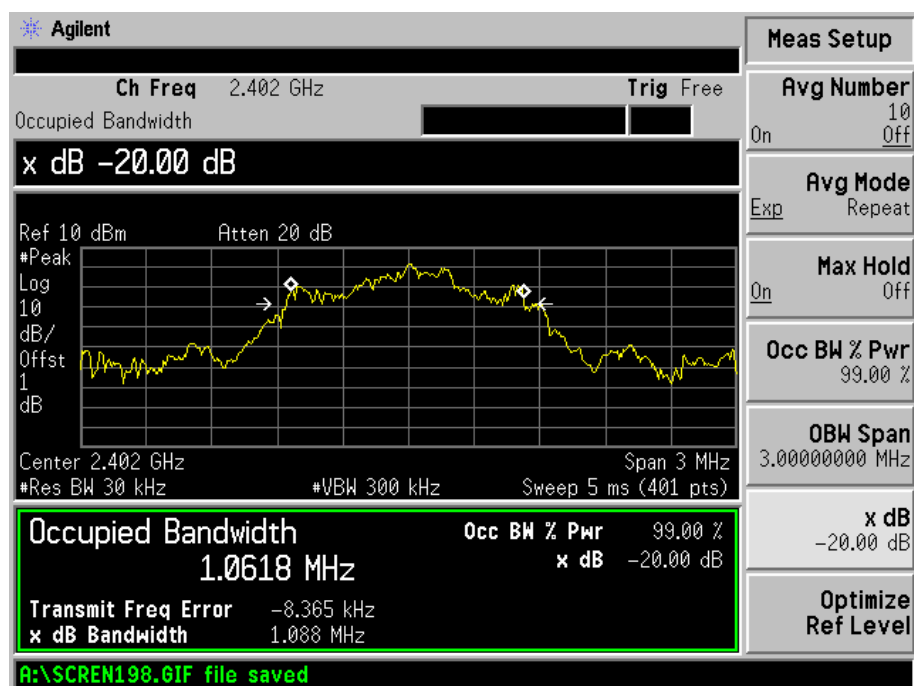 Agilent
Ch Freq 2.402 GHz Trig Free
Occupied Bandwidth
x dB -20.00 dB
Ref 10 dBm Atten 20 dB
#Peak
Log
10
dB/
Offst
1
dB
Center 2.402 GHz Span 3 MHz
#Res BW 30 kHz #VBW 300 kHz Sweep 5 ms (401 pts)
Occupied Bandwidth Occ BW % Pwr 99.00 %
1.0618 MHz x dB -20.00 dB
Transmit Freq Error -8.365 kHz
x dB Bandwidth 1.088 MHz
A:\SCREN198.GIF file saved
Meas Setup
Avg Number
10
On Off
Avg Mode
Exp Repeat
Max Hold
On Off
Occ BW % Pwr
99.00 %
OBW Span
3.00000000 MHz
x dB
-20.00 dB
Optimize
Ref Level